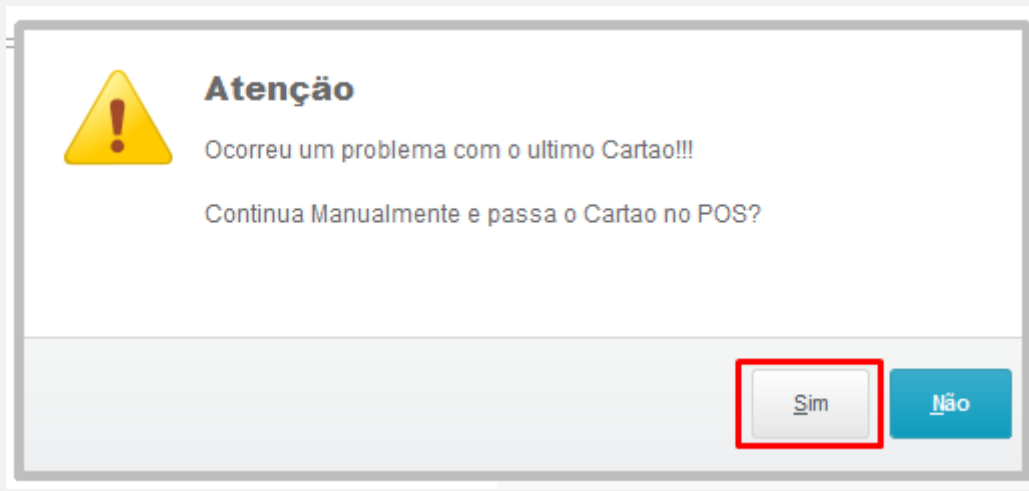 Atenção
Ocorreu um problema com o ultimo Cartao!!!
Continua Manualmente e passa o Cartao no POS?
Sim
Não